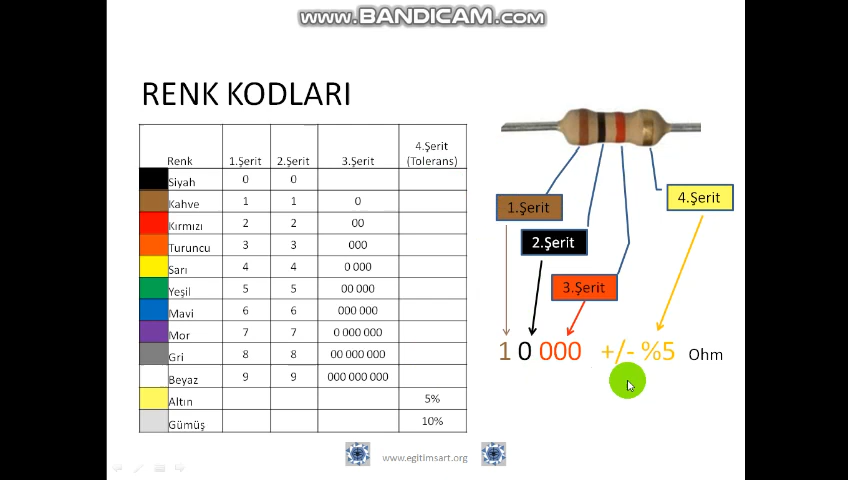 www.BANDICAM.com
RENK KODLARI
Renk 1.Şerit 2.Şerit 3.Şerit 4.Şerit (Tolerans)
Siyah 0 0
Kahve 1 1 0
Kırmızı 2 2 00
Turuncu 3 3 000
Sarı 4 4 0 000
Yeşil 5 5 00 000
Mavi 6 6 000 000
Mor 7 7 0 000 000
Gri 8 8 00 000 000
Beyaz 9 9 000 000 000
Altın 5%
Gümüş 10%
1.Şerit
4.Şerit
2.Şerit
3.Şerit
1 0 000 +/- %5 Ohm
www.egitimsart.org